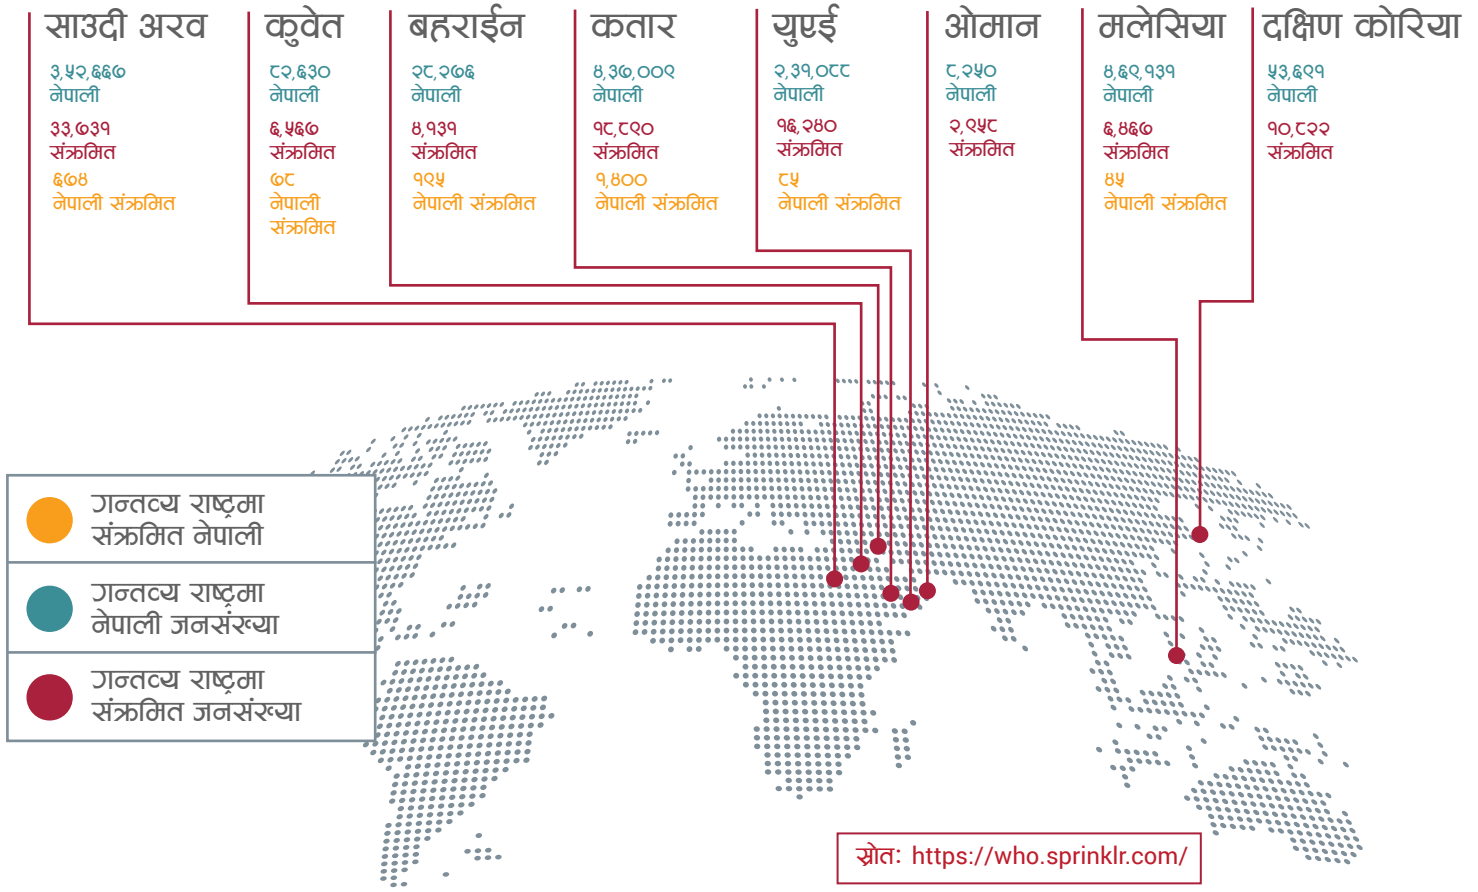 साउदी अरव
३,५२,६६७
नेपाली
३३,७३१
संक्रमित
६७४
नेपाली संक्रमित
कुवेत
८२,६३०
नेपाली
६,५६७
संक्रमित
७८
नेपाली
संक्रमित
बहराईन
२८,२७६
नेपाली
४,१३१
संक्रमित
१९५
नेपाली संक्रमित
कतार
४,३७,००९
नेपाली
१८,८९०
संक्रमित
१,४००
नेपाली संक्रमित
युएई
२,३१,०८८
नेपाली
१६,२४०
संक्रमित
८५
नेपाली संक्रमित
ओमान
८,२५०
नेपाली
२,९५८
संक्रमित
मलेसिया
४,६९,१३१
नेपाली
६,४६७
संक्रमित
४५
नेपाली संक्रमित
दक्षिण कोरिया
५३,६९१
नेपाली
१०,८२२
संक्रमित
गन्तव्य राष्ट्रमा
संक्रमित नेपाली
गन्तव्य राष्ट्रमा
नेपाली जनसंख्या
गन्तव्य राष्ट्रमा
संक्रमित जनसंख्या
स्रोत: https://who.sprinklr.com/